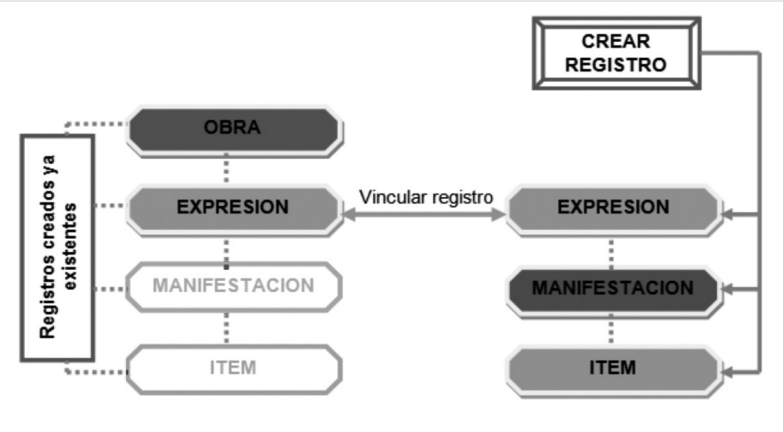 CREAR
REGISTRO
Registros creados ya
existentes
OBRA
EXPRESION
Vincular registro
EXPRESION
MANIFESTACION
MANIFESTACION
ITEM
ITEM